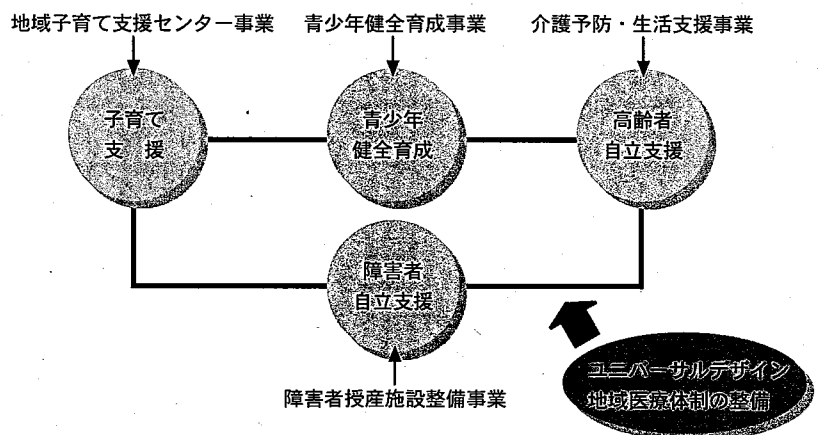 地域子育て支援センター事業
青少年健全育成事業
介護予防・生活支援事業
子育て
支 援
青少年
健全育成
高齢者
自立支援
障害者
自立支援
障害者授産施設整備事業
ユニバーサルデザイン
地域医療体制の整備